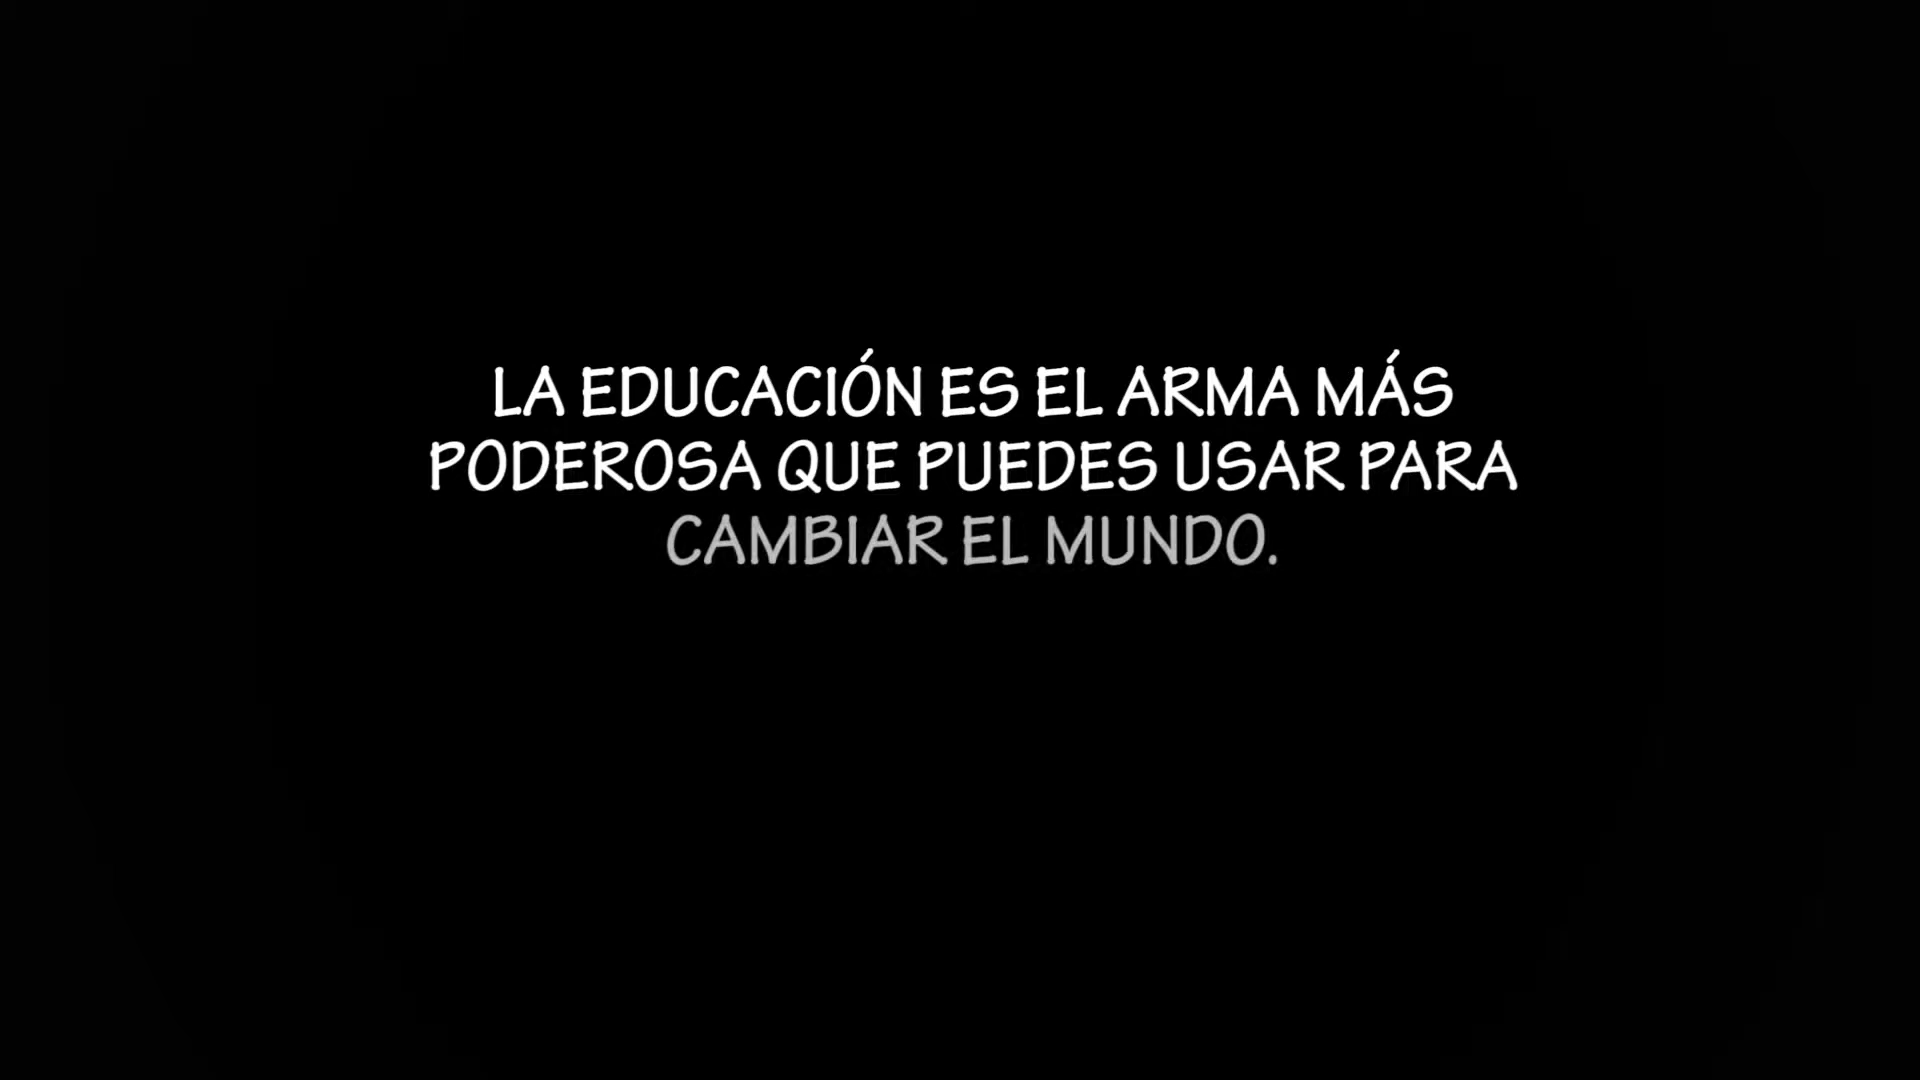 LA EDUCACIÓN ES EL ARMA MÁS
PODEROSA QUE PUEDES USAR PARA
CAMBIAR EL MUNDO.